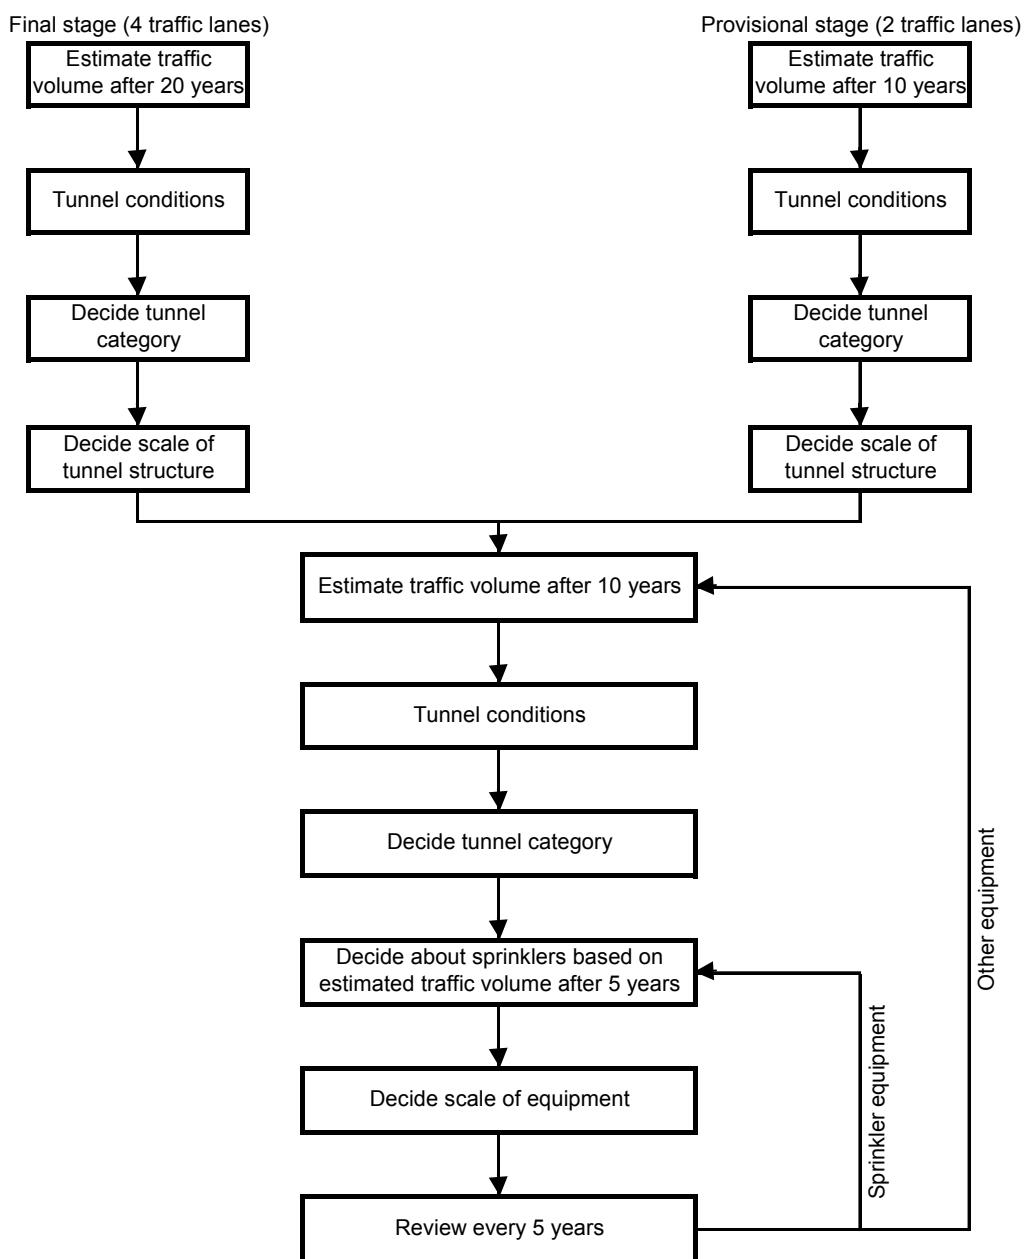 Final stage (4 traffic lanes)
Estimate traffic
volume after 20 years
Tunnel conditions
Decide tunnel
category
Decide scale of
tunnel structure
Provisional stage (2 traffic lanes)
Estimate traffic
volume after 10 years
Tunnel conditions
Decide tunnel
category
Decide scale of
tunnel structure
Estimate traffic volume after 10 years
Tunnel conditions
Decide tunnel category
Decide about sprinklers based on
estimated traffic volume after 5 years
Decide scale of equipment
Review every 5 years
Sprinkler equipment
Other equipment